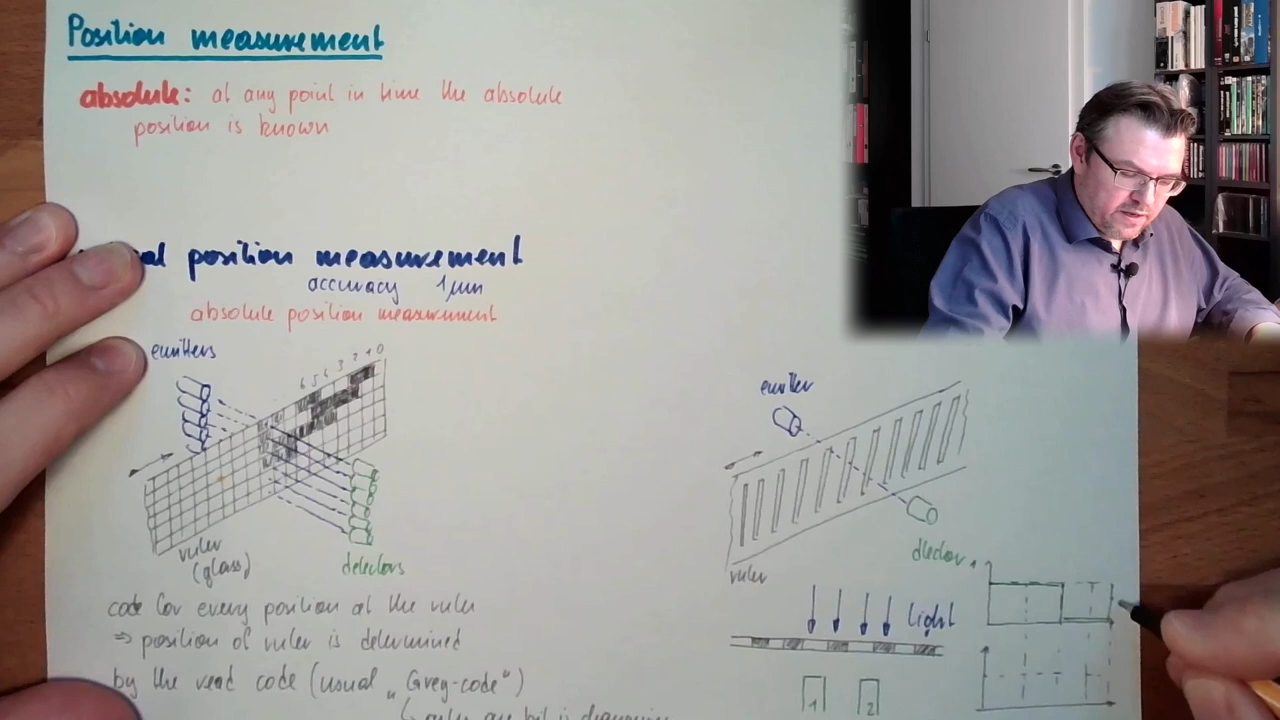 Position measurement
absolute: at any point in time the absolute
position is known
al position measurement
accuracy 1µm
absolute position measurement
emitters
6 5 4 3 2 1 0
ruler
(glass)
detectors
code for every position at the ruler
⇒ position of ruler is determined
by the read code (usual „Grey-code")
emitter
ruler
detector
1
Light
1
2